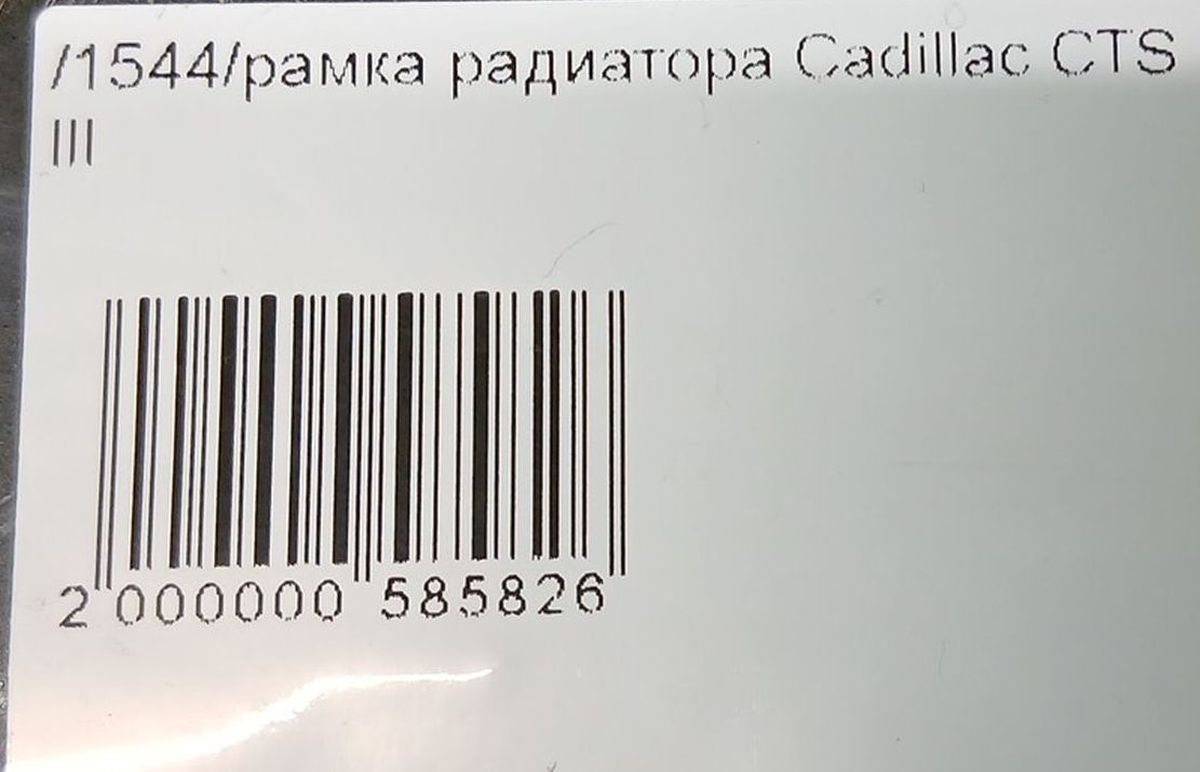 /1544/рамка радиатора Cadillac CTS
III
2 000000 585826